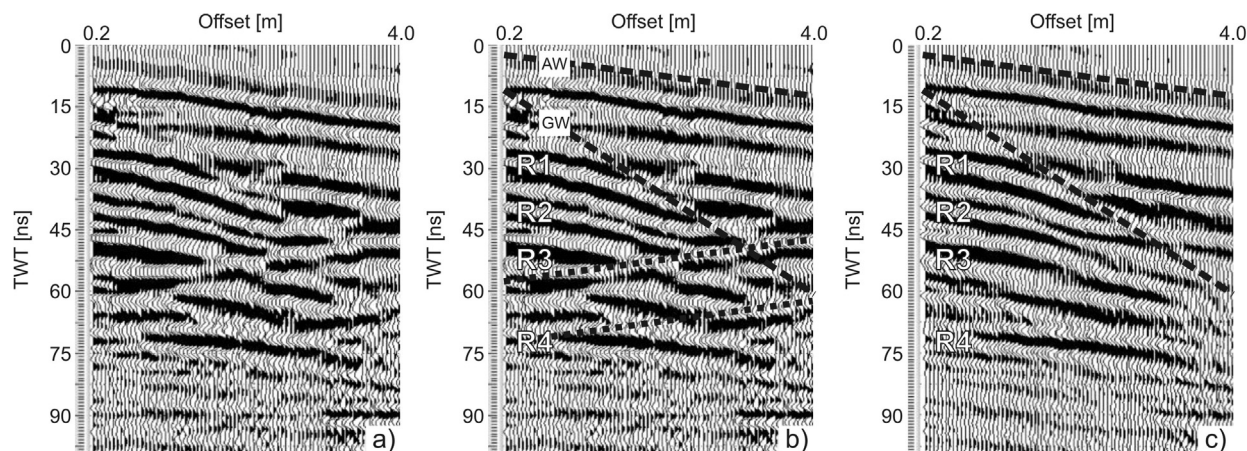 Offset [m]
0.2 4.0
0
15
30
45
60
75
90
TWT [ns]
a)
Offset [m]
0.2 4.0
0
15
30
45
60
75
90
TWT [ns]
AW
GW
R1
R2
R3
R4
b)
Offset [m]
0.2 4.0
0
15
30
45
60
75
90
TWT [ns]
R1
R2
R3
R4
c)